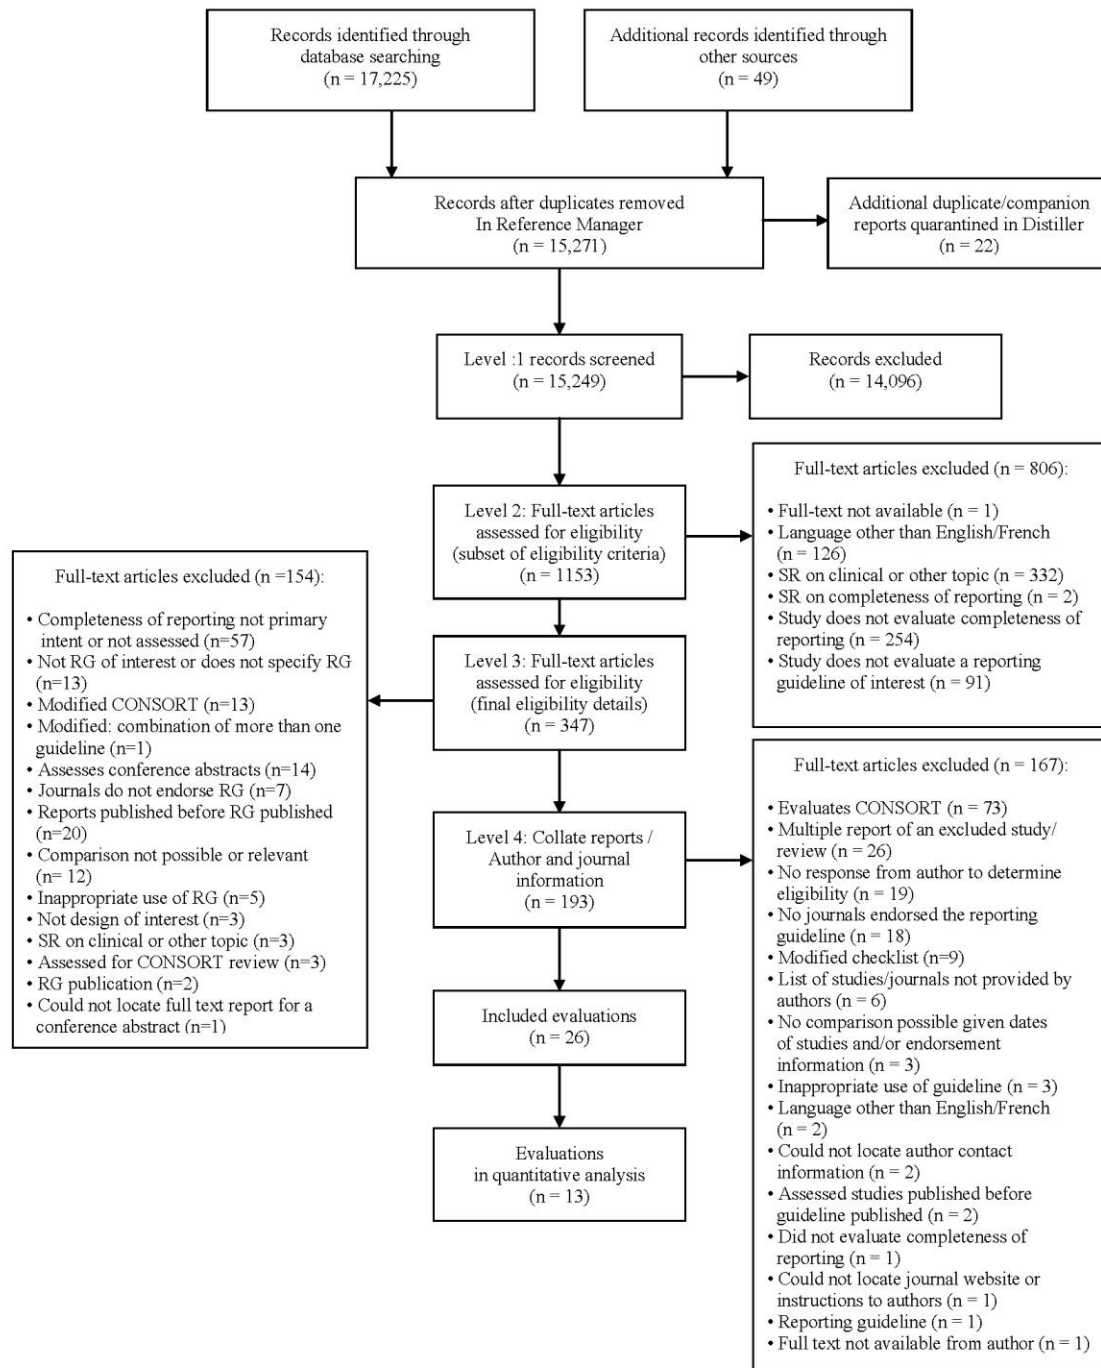 Records identified through
database searching
(n = 17,225)
Additional records identified through
other sources
(n = 49)
Records after duplicates removed
In Reference Manager
(n = 15,271)
Additional duplicate/companion
reports quarantined in Distiller
(n = 22)
Level :1 records screened
(n = 15,249)
Records excluded
(n = 14,096)
Level 2: Full-text articles
assessed for eligibility
(subset of eligibility criteria)
(n = 1153)
Full-text articles excluded (n = 806):
• Full-text not available (n = 1)
• Language other than English/French
(n = 126)
• SR on clinical or other topic (n = 332)
• SR on completeness of reporting (n = 2)
• Study does not evaluate completeness of
reporting (n = 254)
• Study does not evaluate a reporting
guideline of interest (n = 91)
Level 3: Full-text articles
assessed for eligibility
(final eligibility details)
(n = 347)
Full-text articles excluded (n =154):
• Completeness of reporting not primary
intent or not assessed (n=57)
• Not RG of interest or does not specify RG
(n=13)
• Modified CONSORT (n=13)
• Modified: combination of more than one
guideline (n=1)
• Assesses conference abstracts (n=14)
• Journals do not endorse RG (n=7)
• Reports published before RG published
(n=20)
• Comparison not possible or relevant
(n= 12)
• Inappropriate use of RG (n=5)
• Not design of interest (n=3)
• SR on clinical or other topic (n=3)
• Assessed for CONSORT review (n=3)
• RG publication (n=2)
• Could not locate full text report for a
conference abstract (n=1)
Level 4: Collate reports /
Author and journal
information
(n = 193)
Full-text articles excluded (n = 167):
• Evaluates CONSORT (n = 73)
• Multiple report of an excluded study/
review (n = 26)
• No response from author to determine
eligibility (n = 19)
• No journals endorsed the reporting
guideline (n = 18)
• Modified checklist (n=9)
• List of studies/journals not provided by
authors (n = 6)
• No comparison possible given dates
of studies and/or endorsement
information (n = 3)
• Inappropriate use of guideline (n = 3)
• Language other than English/French
(n = 2)
• Could not locate author contact
information (n = 2)
• Assessed studies published before
guideline published (n = 2)
• Did not evaluate completeness of
reporting (n = 1)
• Could not locate journal website or
instructions to authors (n = 1)
• Reporting guideline (n = 1)
• Full text not available from author (n = 1)
Included evaluations
(n = 26)
Evaluations
in quantitative analysis
(n = 13)